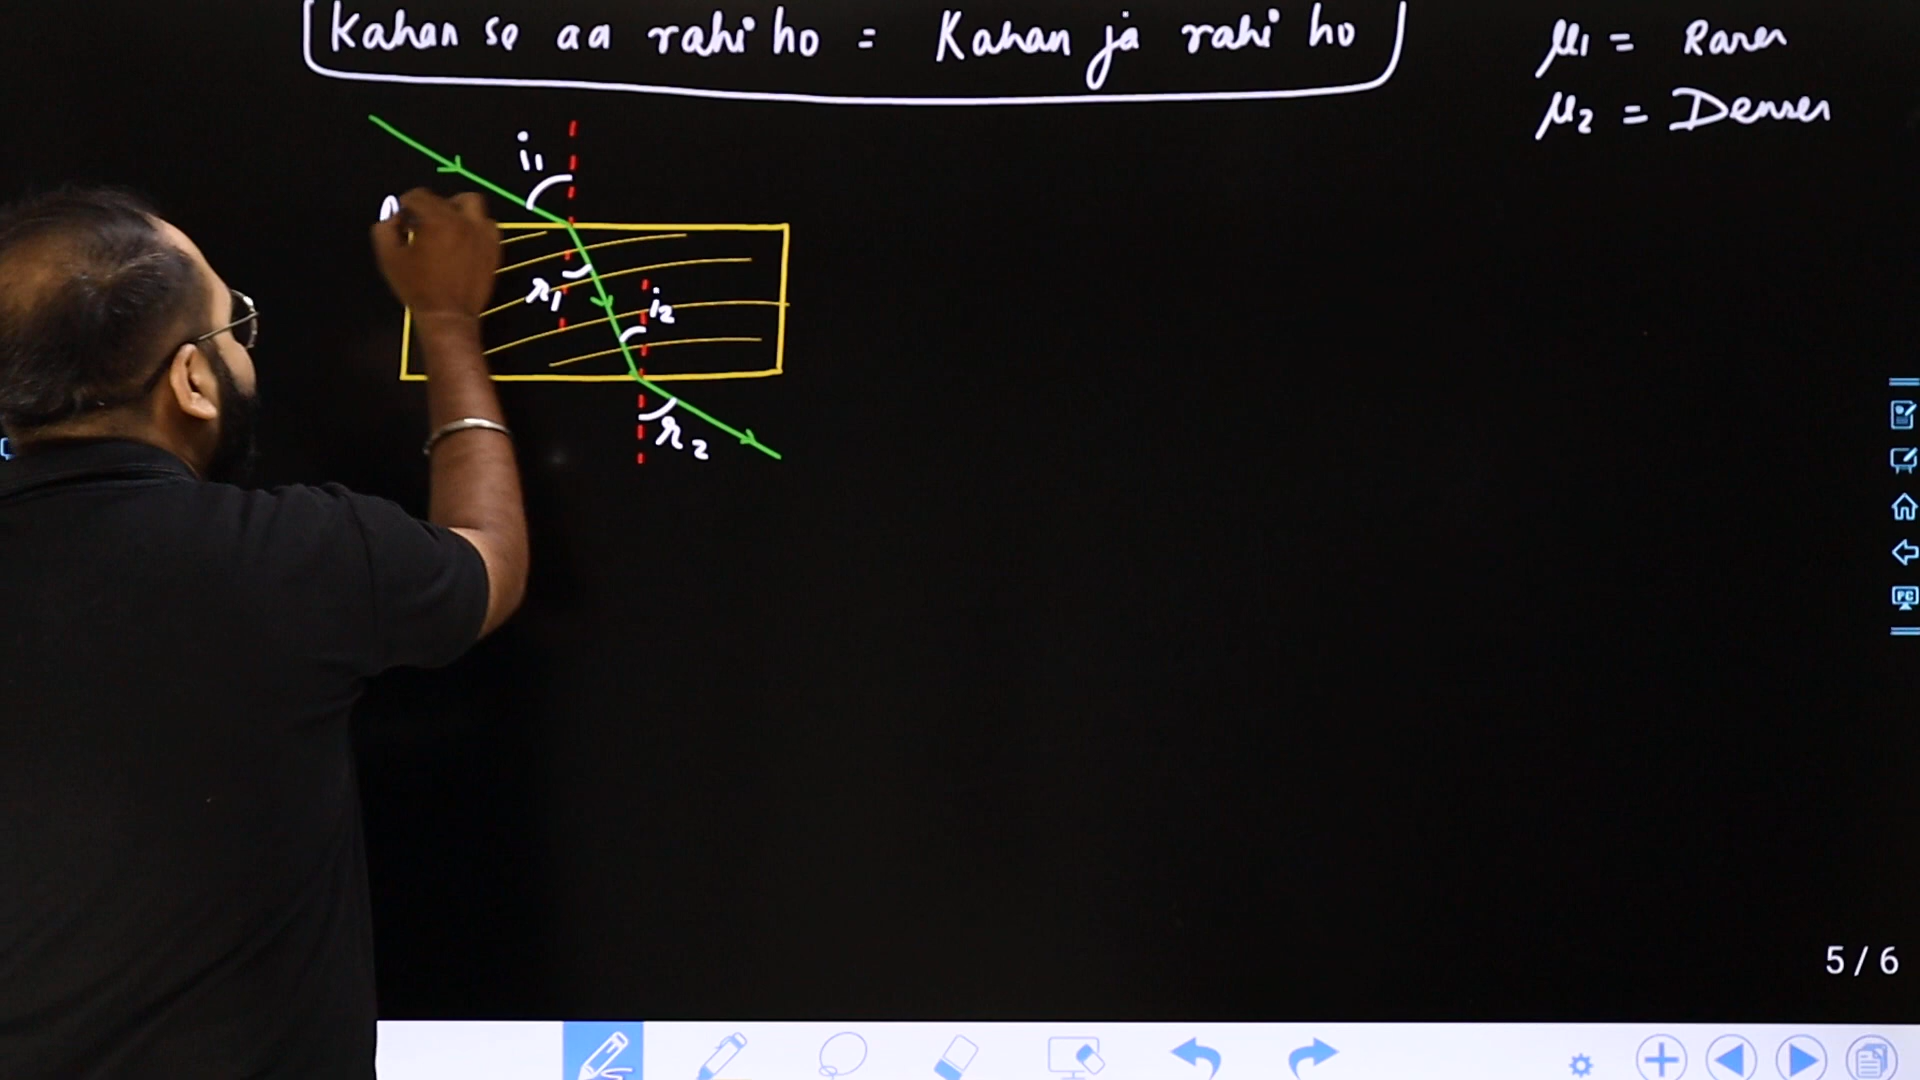 Kahan se aa rahi ho = Kahan ja rahi ho
μ1 = Rarer
μ2 = Denser
i1
r1
i2
r2
PC
5 / 6